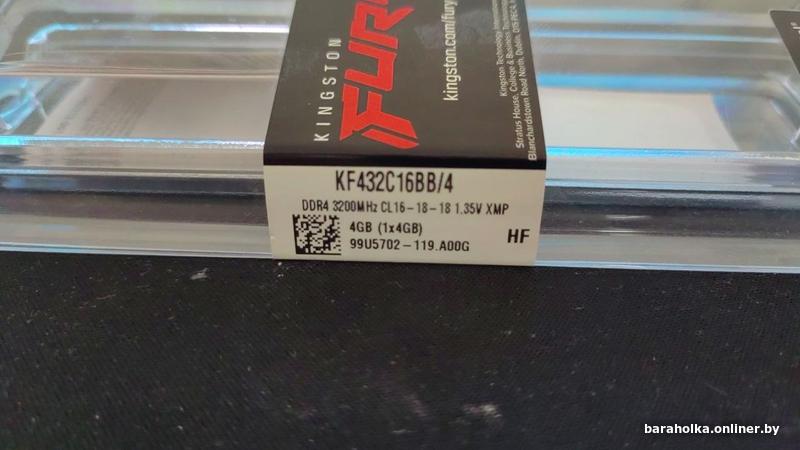 KINGSTON
FURY
kingston.com/fury
Kingston Technology
Stratus House, College & Business
Blanchardstown Road North, Dublin, D15
KF432C16BB/4
DDR4 3200MHz CL16-18-18 1.35V XMP
4GB (1x4GB)
99U5702-119.A00G
HF
baraholka.onliner.by